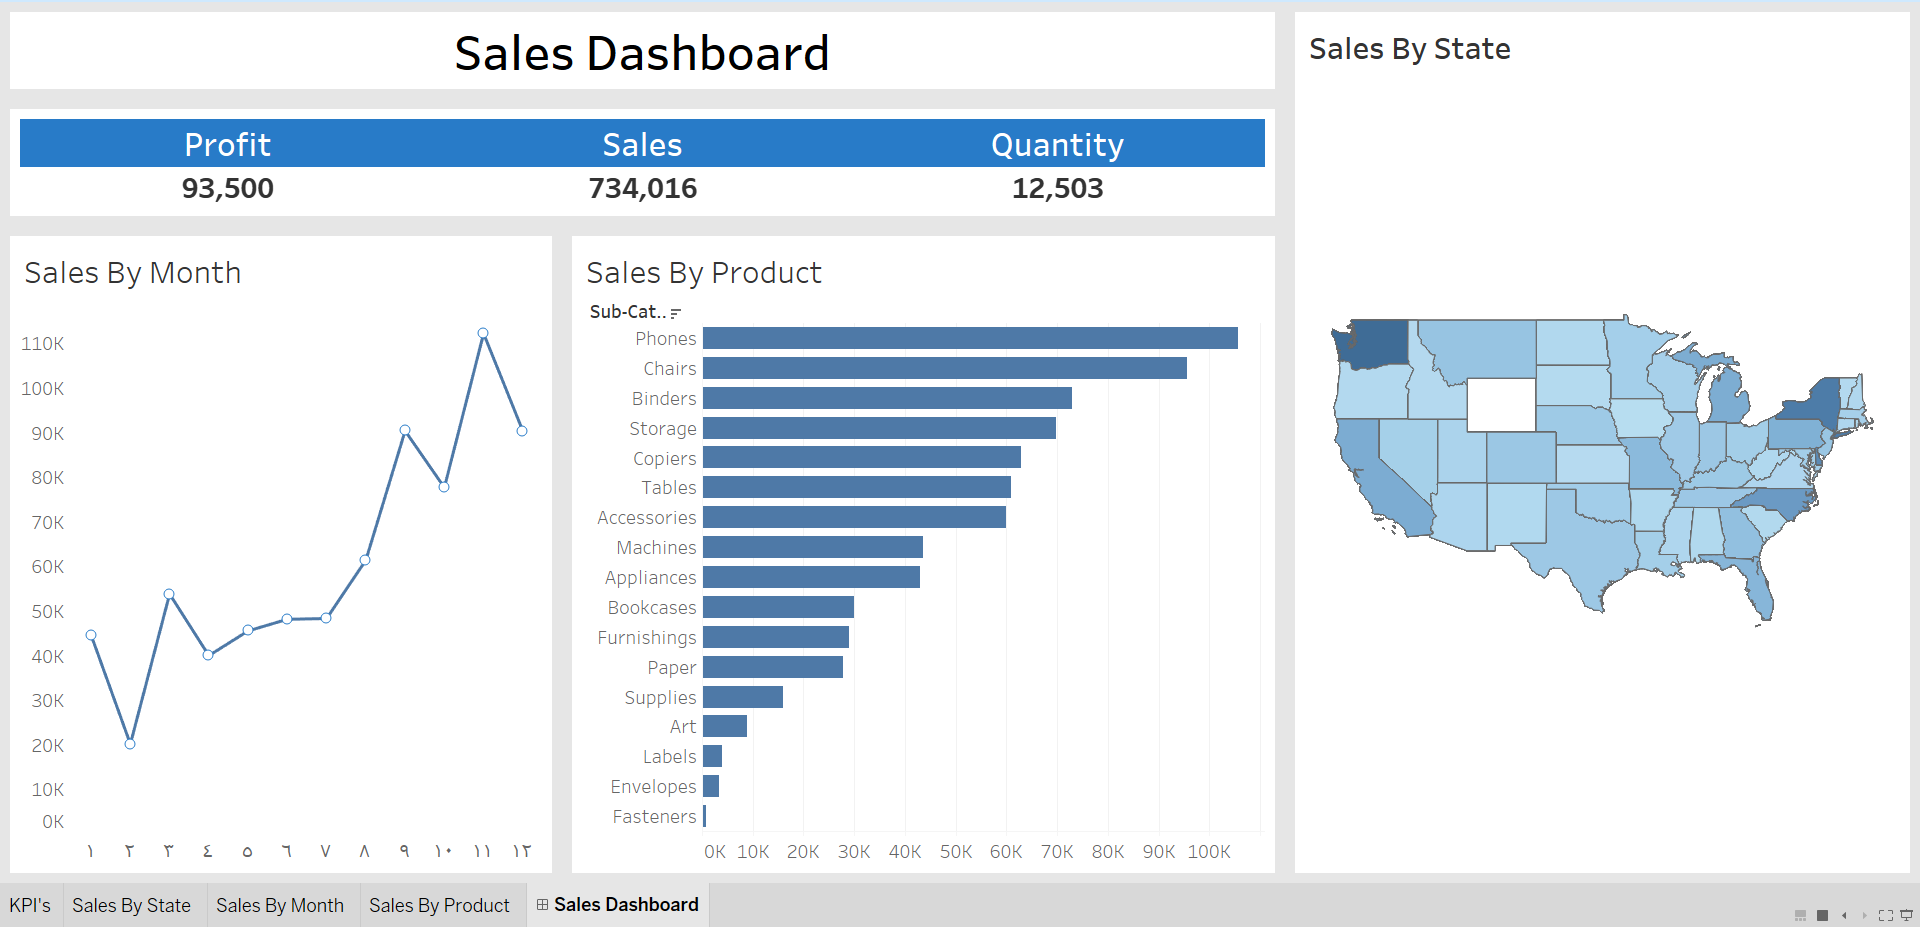 Sales Dashboard
Profit Sales Quantity
93,500 734,016 12,503
Sales By Month
110K
100K
90K
80K
70K
60K
50K
40K
30K
20K
10K
0K
١ ٢ ٣ ٤ ٥ ٦ ٧ ٨ ٩ ١٠ ١١ ١٢
Sales By Product
Sub-Cat..
Phones
Chairs
Binders
Storage
Copiers
Tables
Accessories
Machines
Appliances
Bookcases
Furnishings
Paper
Supplies
Art
Labels
Envelopes
Fasteners
0K 10K 20K 30K 40K 50K 60K 70K 80K 90K 100K
Sales By State
KPI's Sales By State Sales By Month Sales By Product Sales Dashboard